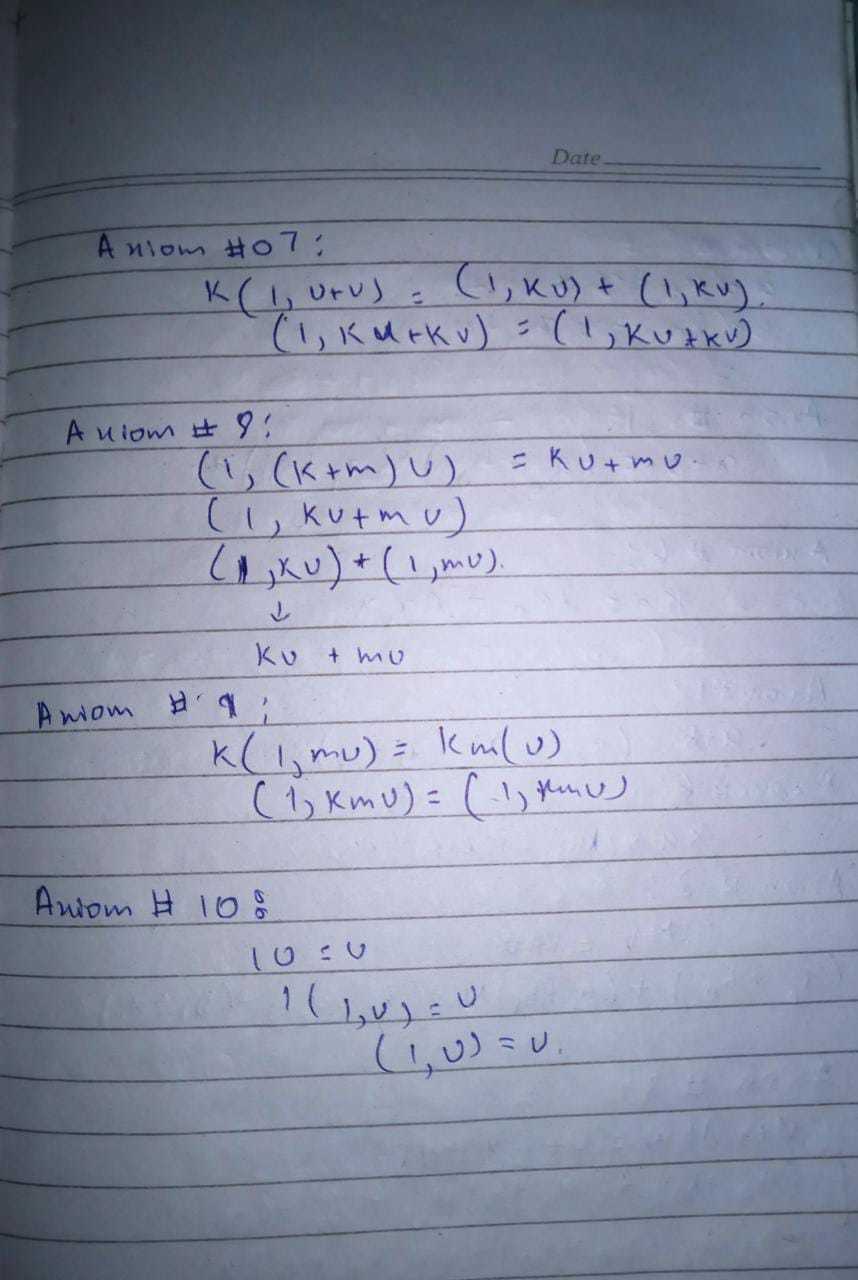 Date
Axiom #07:
K(1, u+v) = (1, Ku) + (1, Kv).
(1, Ku+Kv) = (1, Ku+Kv)
Axiom # 8:
(1, (K+m)u) = Ku+mu.
(1, Ku+mu)
(1, Ku) + (1, mu).
↓
Ku + mu
Axiom # 9:
K(1, mu) = Km(u)
(1, Kmu) = (1, Kmu)
Axiom # 10:
1u = u
1(1, u) = u
(1, u) = u.